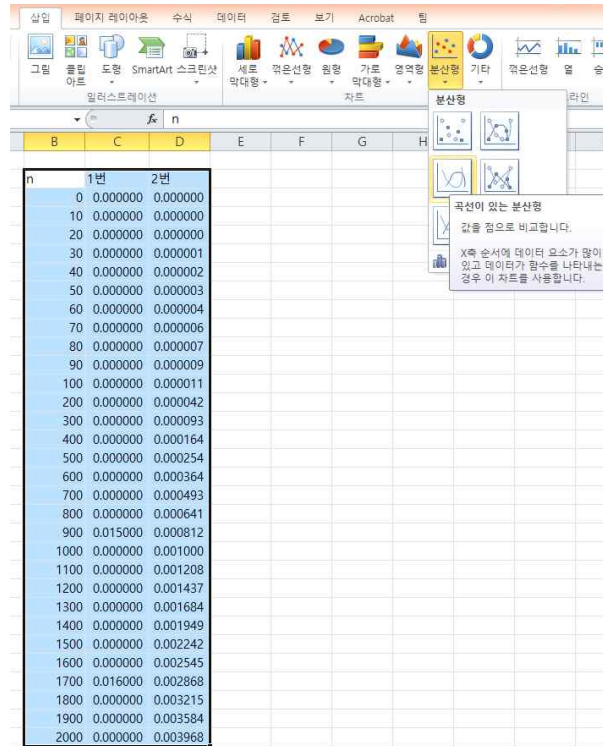 삽입 페이지 레이아웃 수식 데이터 검토 보기 Acrobat 팀
그림 클립 아트 도형 SmartArt 스크린샷 세로 막대형 꺾은선형 원형 가로 막대형 영역형 분산형 기타 꺾은선형 열
일러스트레이션 차트
fx n
분산형
B C D E F G H
곡선이 있는 분산형
값을 점으로 비교합니다.
X축 순서에 데이터 요소가 많이
있고 데이터가 함수를 나타내는
경우 이 차트를 사용합니다.
n 1번 2번
0 0.000000 0.000000
10 0.000000 0.000000
20 0.000000 0.000000
30 0.000000 0.000001
40 0.000000 0.000002
50 0.000000 0.000003
60 0.000000 0.000004
70 0.000000 0.000006
80 0.000000 0.000007
90 0.000000 0.000009
100 0.000000 0.000011
200 0.000000 0.000042
300 0.000000 0.000093
400 0.000000 0.000164
500 0.000000 0.000254
600 0.000000 0.000364
700 0.000000 0.000493
800 0.000000 0.000641
900 0.015000 0.000812
1000 0.000000 0.001000
1100 0.000000 0.001208
1200 0.000000 0.001437
1300 0.000000 0.001684
1400 0.000000 0.001949
1500 0.000000 0.002242
1600 0.000000 0.002545
1700 0.016000 0.002868
1800 0.000000 0.003215
1900 0.000000 0.003584
2000 0.000000 0.003968